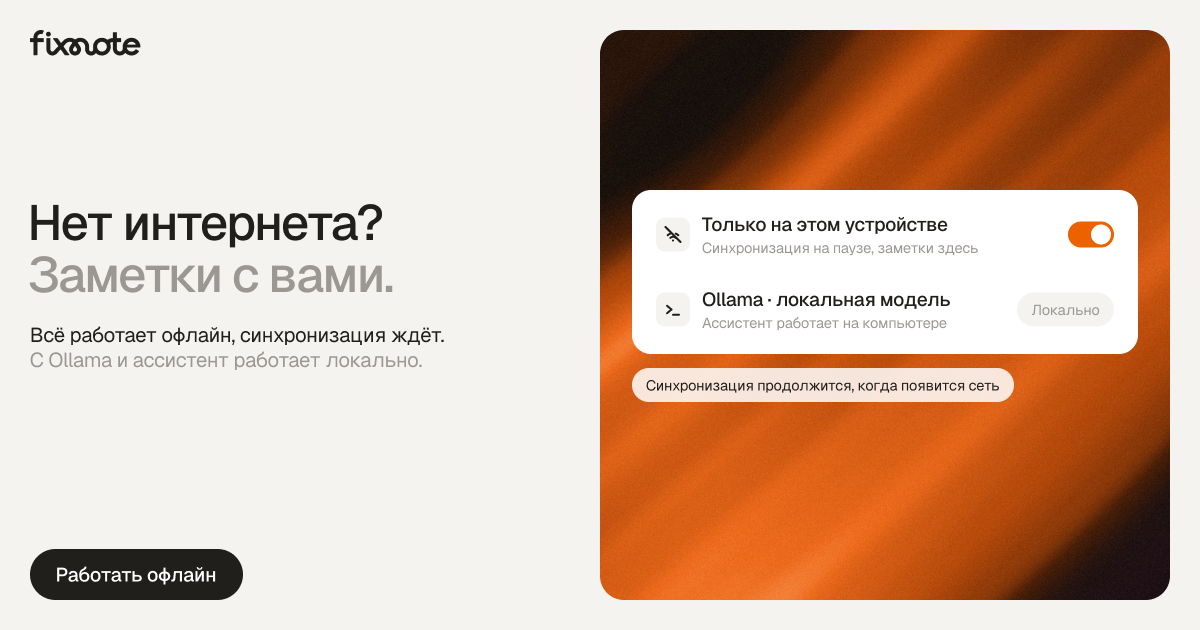 fixnote
Нет интернета?
Заметки с вами.
Всё работает офлайн, синхронизация ждёт.
С Ollama и ассистент работает локально.
Работать офлайн
Только на этом устройстве
Синхронизация на паузе, заметки здесь
Ollama · локальная модель
Ассистент работает на компьютере
Локально
Синхронизация продолжится, когда появится сеть